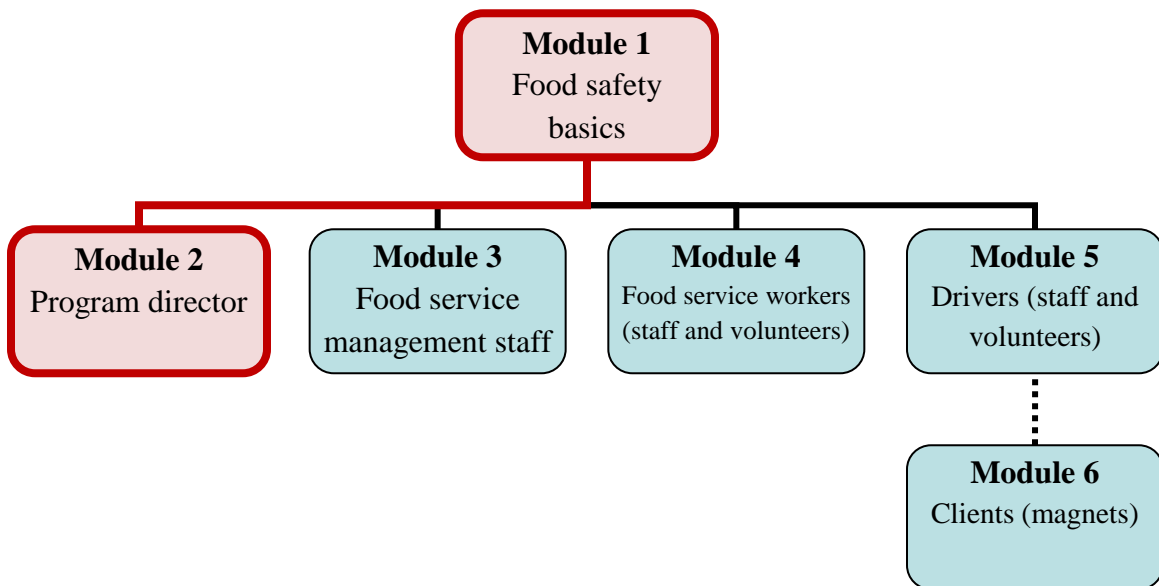 Module 1
Food safety
basics
Module 2
Program director
Module 3
Food service
management staff
Module 4
Food service workers
(staff and volunteers)
Module 5
Drivers (staff and
volunteers)
Module 6
Clients (magnets)